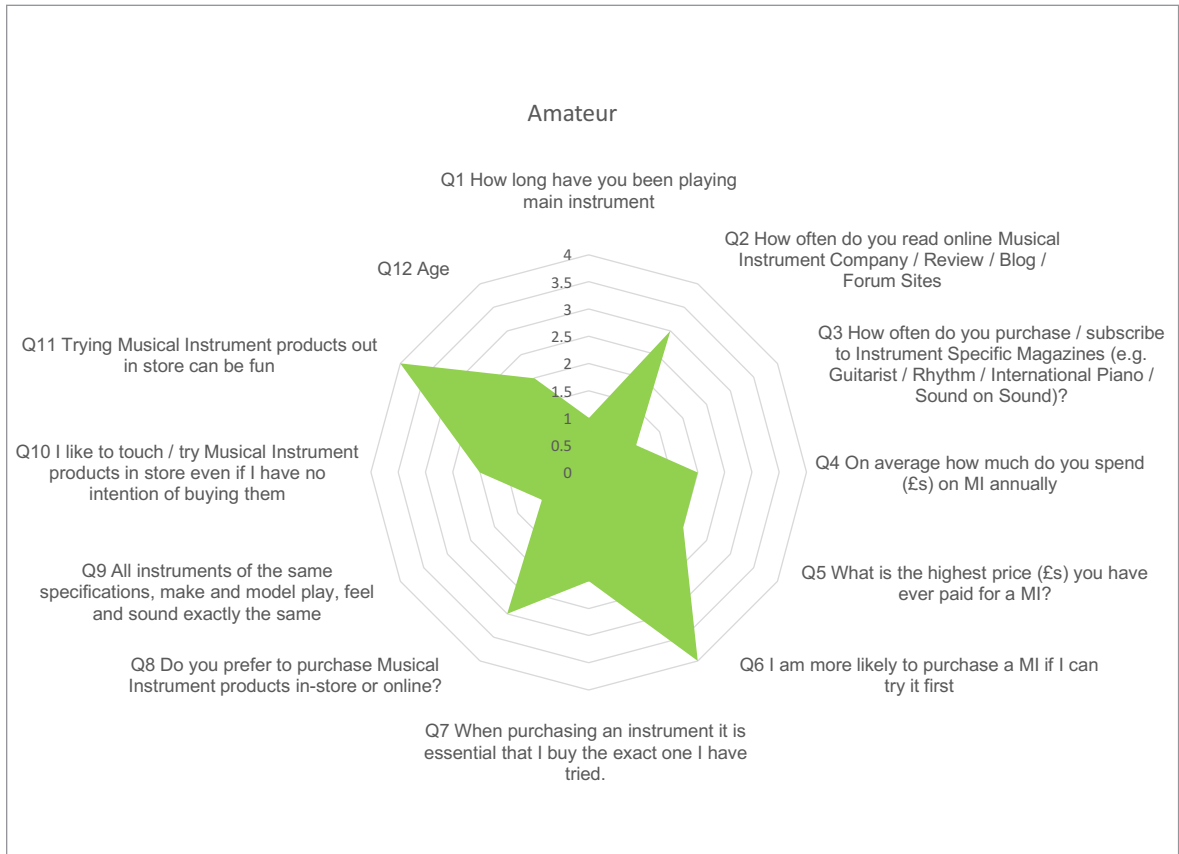 Amateur
Q1 How long have you been playing
main instrument
Q2 How often do you read online Musical
Instrument Company / Review / Blog /
Forum Sites
Q3 How often do you purchase / subscribe
to Instrument Specific Magazines (e.g.
Guitarist / Rhythm / International Piano /
Sound on Sound)?
Q4 On average how much do you spend
(£s) on MI annually
Q5 What is the highest price (£s) you have
ever paid for a MI?
Q6 I am more likely to purchase a MI if I can
try it first
Q7 When purchasing an instrument it is
essential that I buy the exact one I have
tried.
Q8 Do you prefer to purchase Musical
Instrument products in-store or online?
Q9 All instruments of the same
specifications, make and model play, feel
and sound exactly the same
Q10 I like to touch / try Musical Instrument
products in store even if I have no
intention of buying them
Q11 Trying Musical Instrument products out
in store can be fun
Q12 Age
4
3.5
3
2.5
2
1.5
1
0.5
0